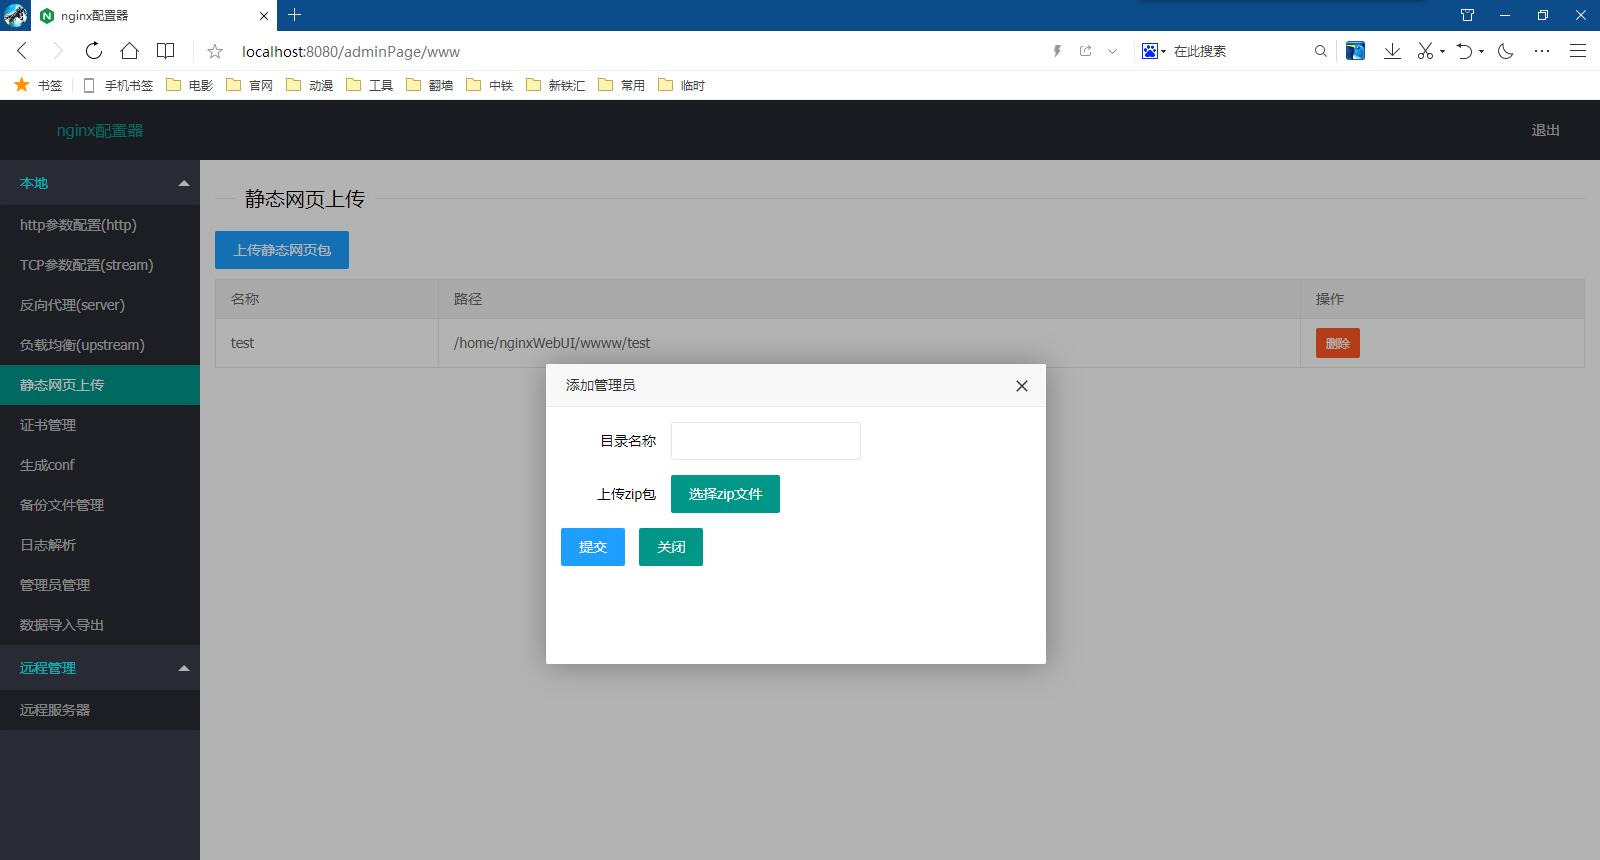 nginx配置器
localhost:8080/adminPage/www
在此搜索
书签 手机书签 电影 官网 动漫 工具 翻墙 中铁 新铁汇 常用 临时
nginx配置器
退出
本地
http参数配置(http)
TCP参数配置(stream)
反向代理(server)
负载均衡(upstream)
静态网页上传
证书管理
生成conf
备份文件管理
日志解析
管理员管理
数据导入导出
远程管理
远程服务器
静态网页上传
上传静态网页包
名称 路径 操作
test /home/nginxWebUI/wwww/test 删除
添加管理员
目录名称
上传zip包 选择zip文件
提交 关闭